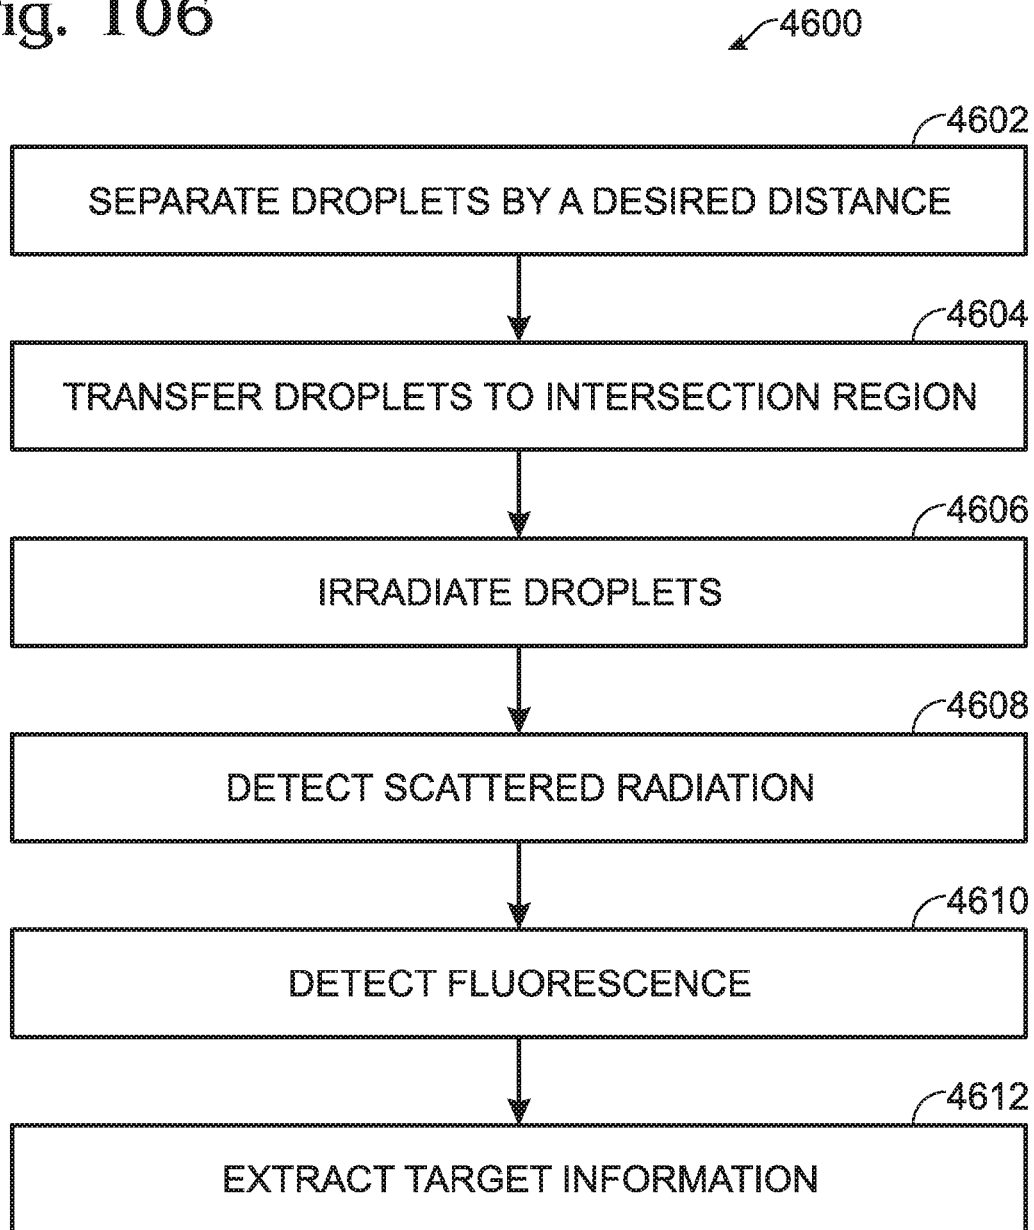 ig. 106
4600
4602
SEPARATE DROPLETS BY A DESIRED DISTANCE
4604
TRANSFER DROPLETS TO INTERSECTION REGION
4606
IRRADIATE DROPLETS
4608
DETECT SCATTERED RADIATION
4610
DETECT FLUORESCENCE
4612
EXTRACT TARGET INFORMATION